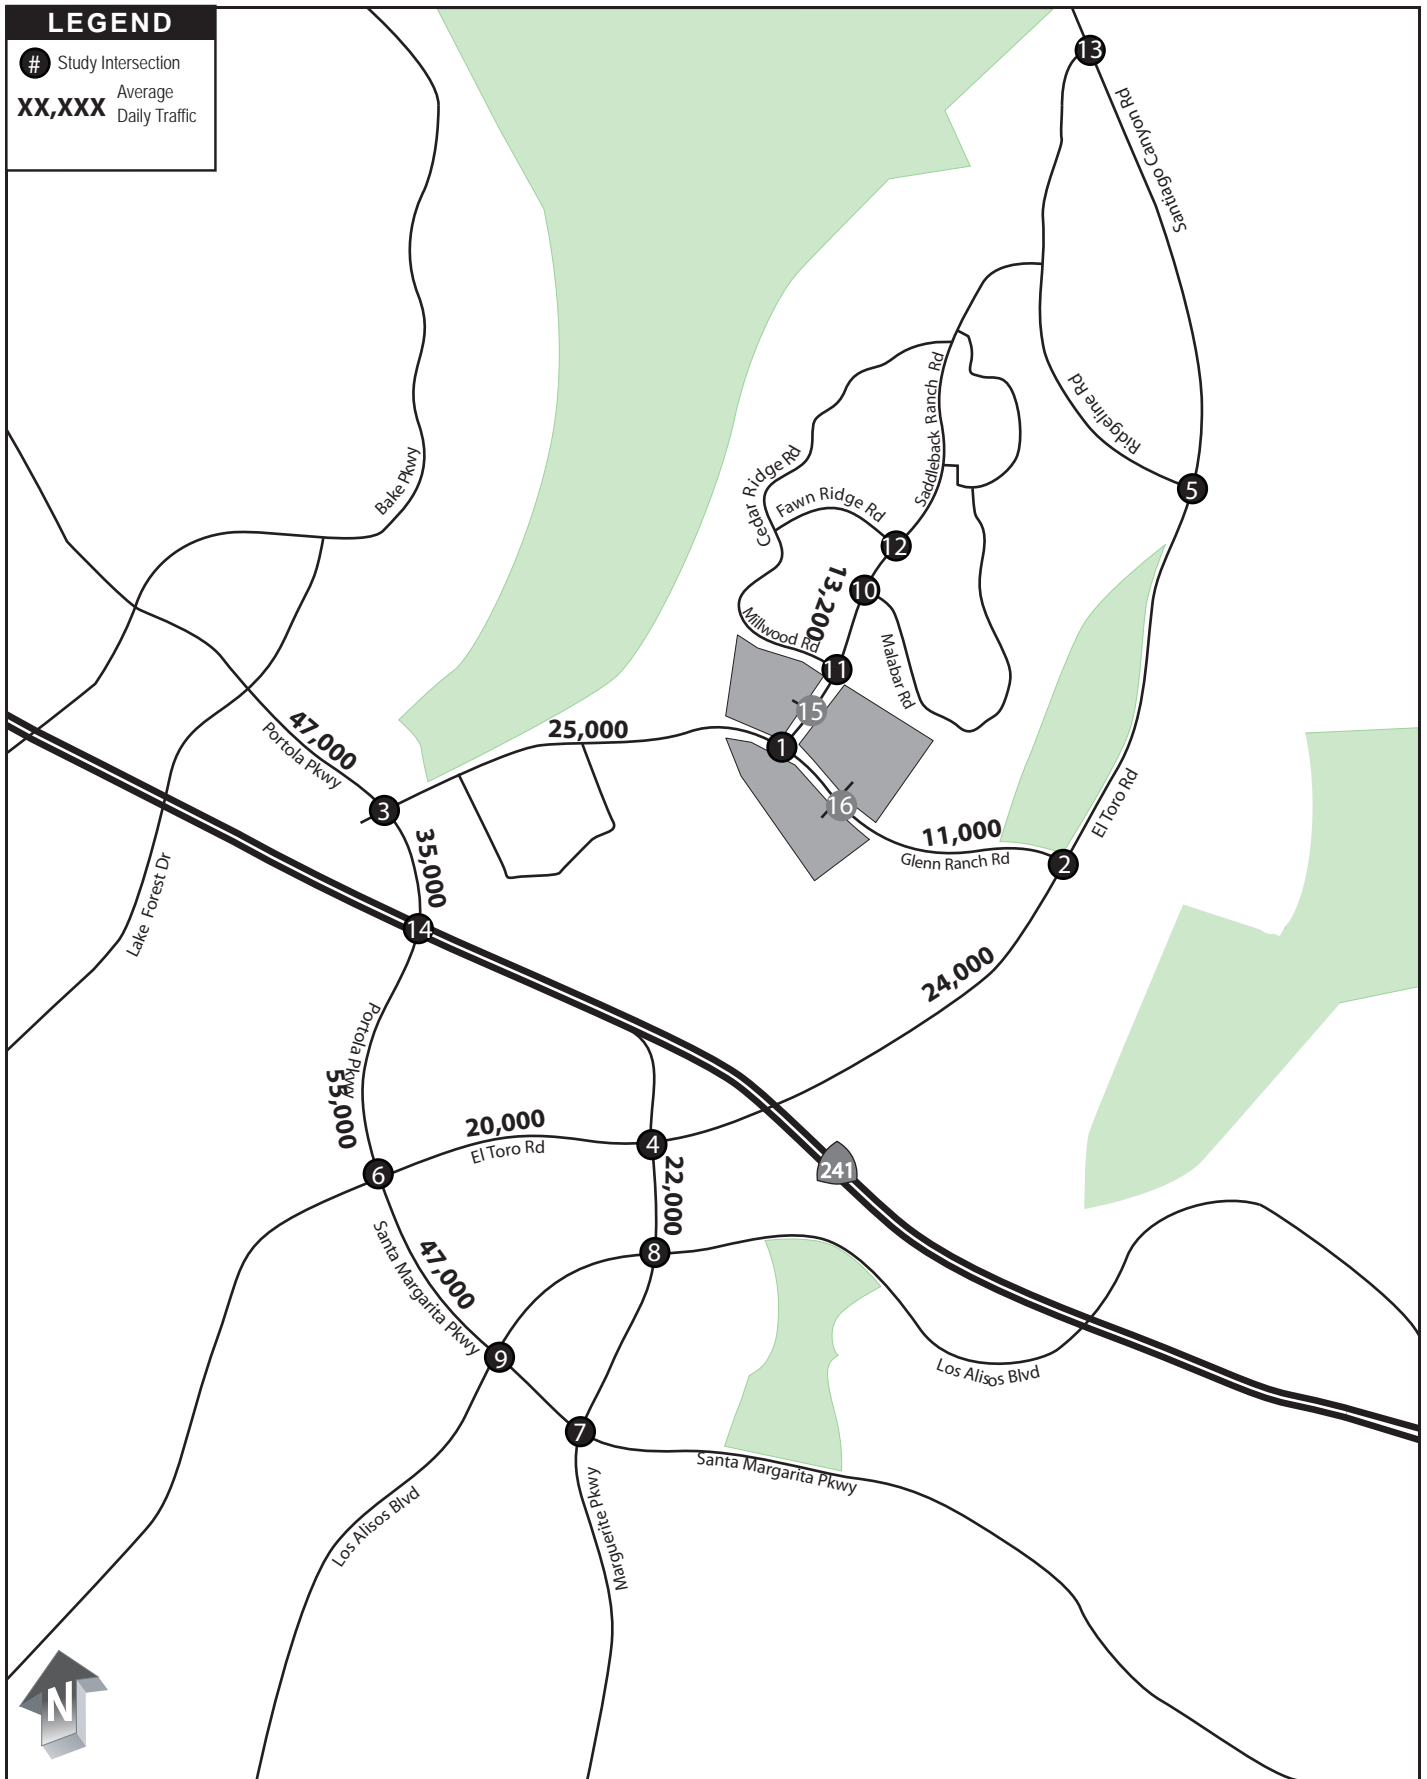 LEGEND
# Study Intersection
XX,XXX Average
Daily Traffic
13
Santiago Canyon Rd
Saddleback Ranch Rd
Ridgeline Rd
Bake Pkwy
Cedar Ridge Rd
Fawn Ridge Rd
5
12
13,200
10
Millwood Rd
Malabar Rd
11
15
47,000
Portola Pkwy
25,000
1
3
16
El Toro Rd
35,000
11,000
Glenn Ranch Rd
2
Lake Forest Dr
14
24,000
Portola Pkwy
55,000
20,000
El Toro Rd
4
241
6
22,000
Santa Margarita Pkwy
47,000
8
9
Los Alisos Blvd
7
Santa Margarita Pkwy
Los Alisos Blvd
Marguerite Pkwy
N